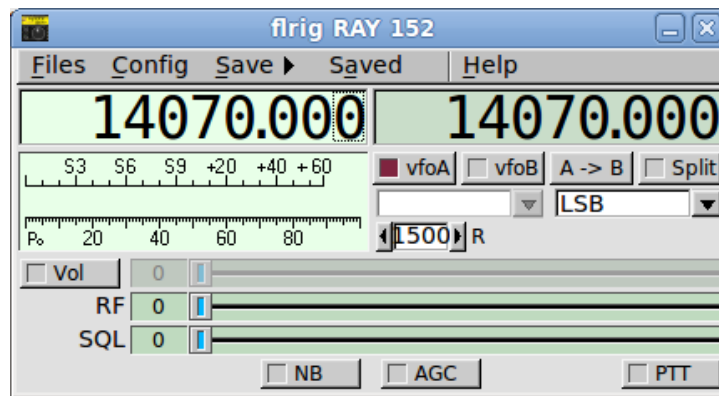 flrig RAY 152
Files Config Save Saved Help
14070.000 14070.000
S3 S6 S9 +20 +40 +60
vfoA vfoB A -> B Split
LSB
Po 20 40 60 80
1500 R
Vol 0
RF 0
SQL 0
NB AGC PTT